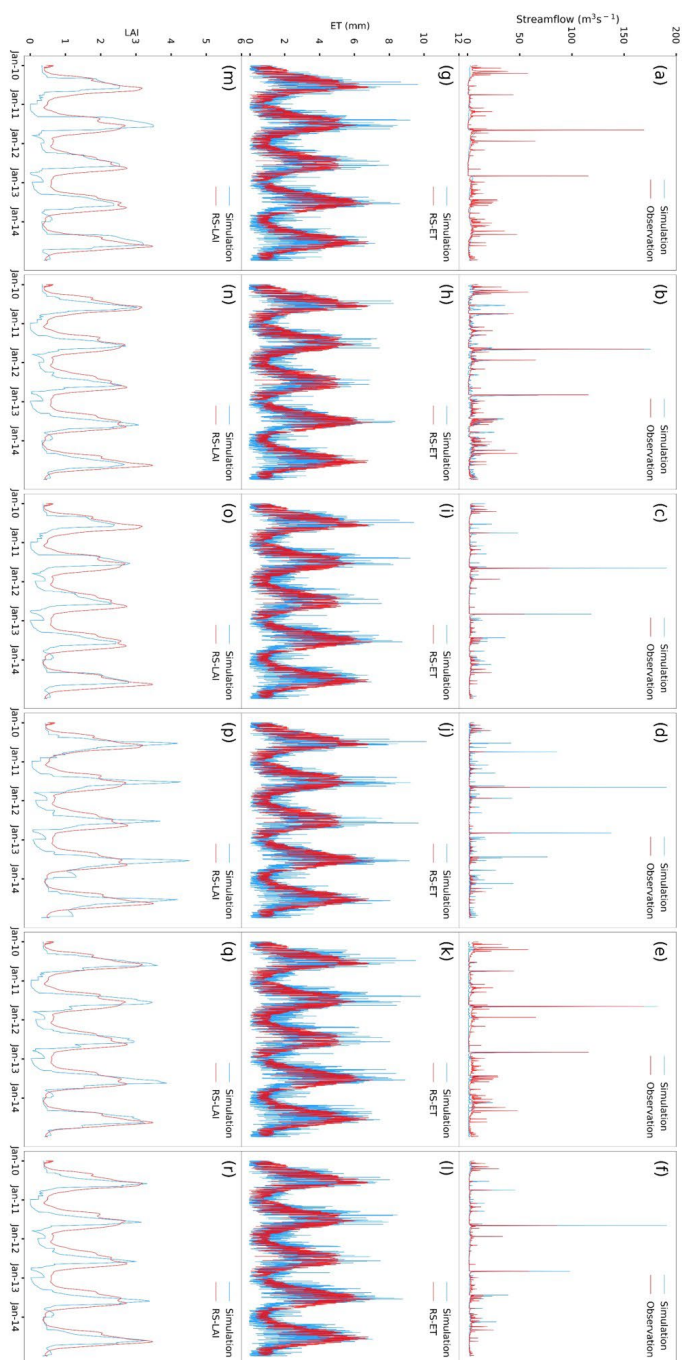 Streamflow (m³s⁻¹)
200
150
100
50
0
(a) Simulation
Observation
(b) Simulation
Observation
(c) Simulation
Observation
(d) Simulation
Observation
(e) Simulation
Observation
(f) Simulation
Observation
ET (mm)
12
10
8
6
4
2
0
(g) Simulation
RS-ET
(h) Simulation
RS-ET
(i) Simulation
RS-ET
(j) Simulation
RS-ET
(k) Simulation
RS-ET
(l) Simulation
RS-ET
LAI
6
5
4
3
2
1
0
(m) Simulation
RS-LAI
(n) Simulation
RS-LAI
(o) Simulation
RS-LAI
(p) Simulation
RS-LAI
(q) Simulation
RS-LAI
(r) Simulation
RS-LAI
Jan-10 Jan-11 Jan-12 Jan-13 Jan-14 Jan-10 Jan-11 Jan-12 Jan-13 Jan-14 Jan-10 Jan-11 Jan-12 Jan-13 Jan-14 Jan-10 Jan-11 Jan-12 Jan-13 Jan-14 Jan-10 Jan-11 Jan-12 Jan-13 Jan-14 Jan-10 Jan-11 Jan-12 Jan-13 Jan-14